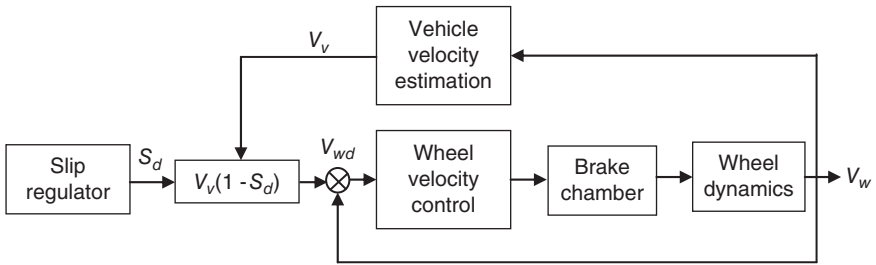 Vehicle
velocity
estimation
V_v
Slip
regulator
S_d
V_v(1 - S_d)
V_wd
Wheel
velocity
control
Brake
chamber
Wheel
dynamics
V_w